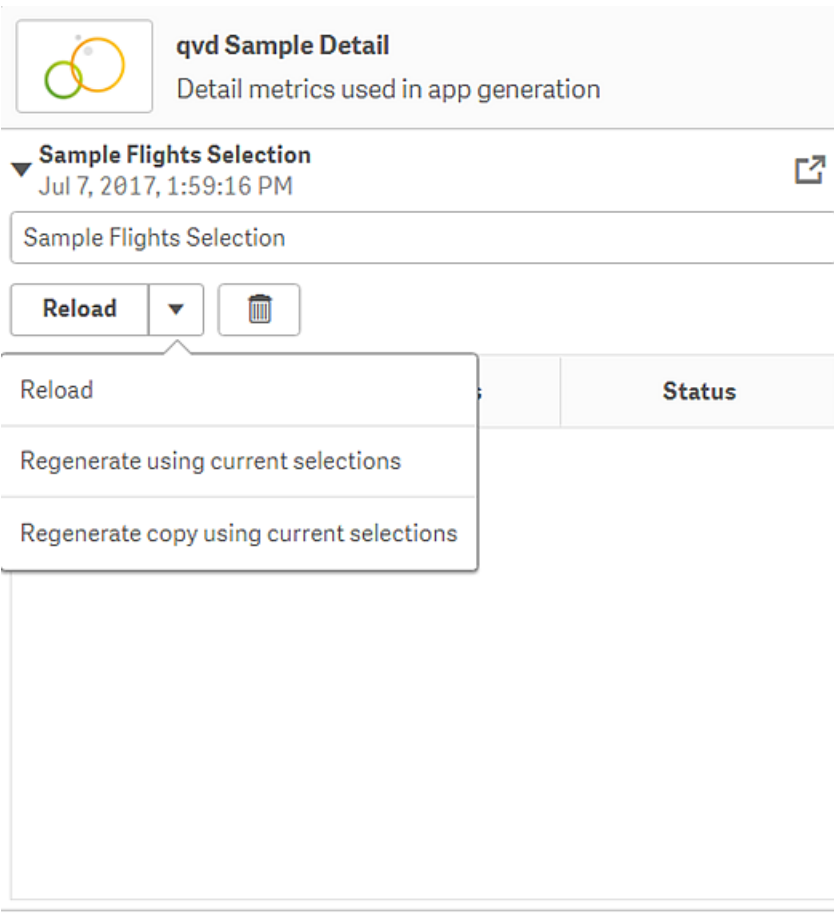 qvd Sample Detail
Detail metrics used in app generation
Sample Flights Selection
Jul 7, 2017, 1:59:16 PM
Sample Flights Selection
Reload
Reload
Status
Regenerate using current selections
Regenerate copy using current selections